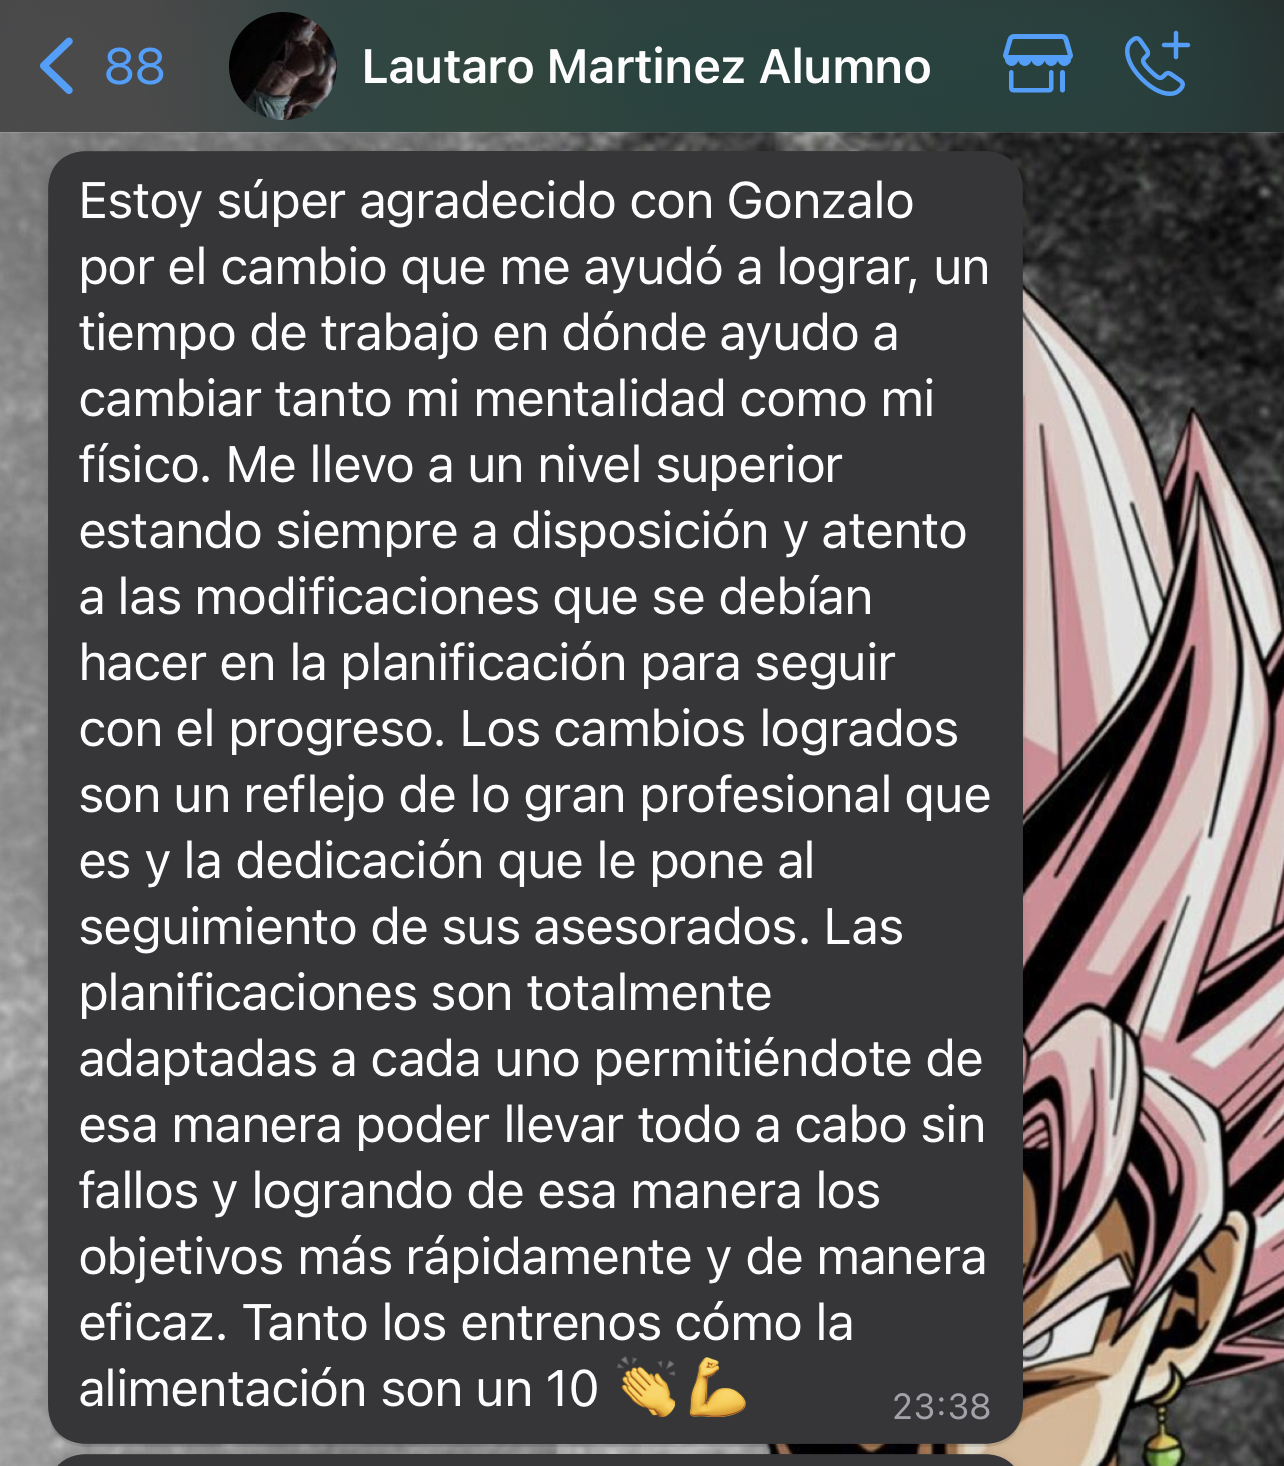 88
Lautaro Martinez Alumno
Estoy súper agradecido con Gonzalo
por el cambio que me ayudó a lograr, un
tiempo de trabajo en dónde ayudo a
cambiar tanto mi mentalidad como mi
físico. Me llevo a un nivel superior
estando siempre a disposición y atento
a las modificaciones que se debían
hacer en la planificación para seguir
con el progreso. Los cambios logrados
son un reflejo de lo gran profesional que
es y la dedicación que le pone al
seguimiento de sus asesorados. Las
planificaciones son totalmente
adaptadas a cada uno permitiéndote de
esa manera poder llevar todo a cabo sin
fallos y logrando de esa manera los
objetivos más rápidamente y de manera
eficaz. Tanto los entrenos cómo la
alimentación son un 10 👏💪
23:38